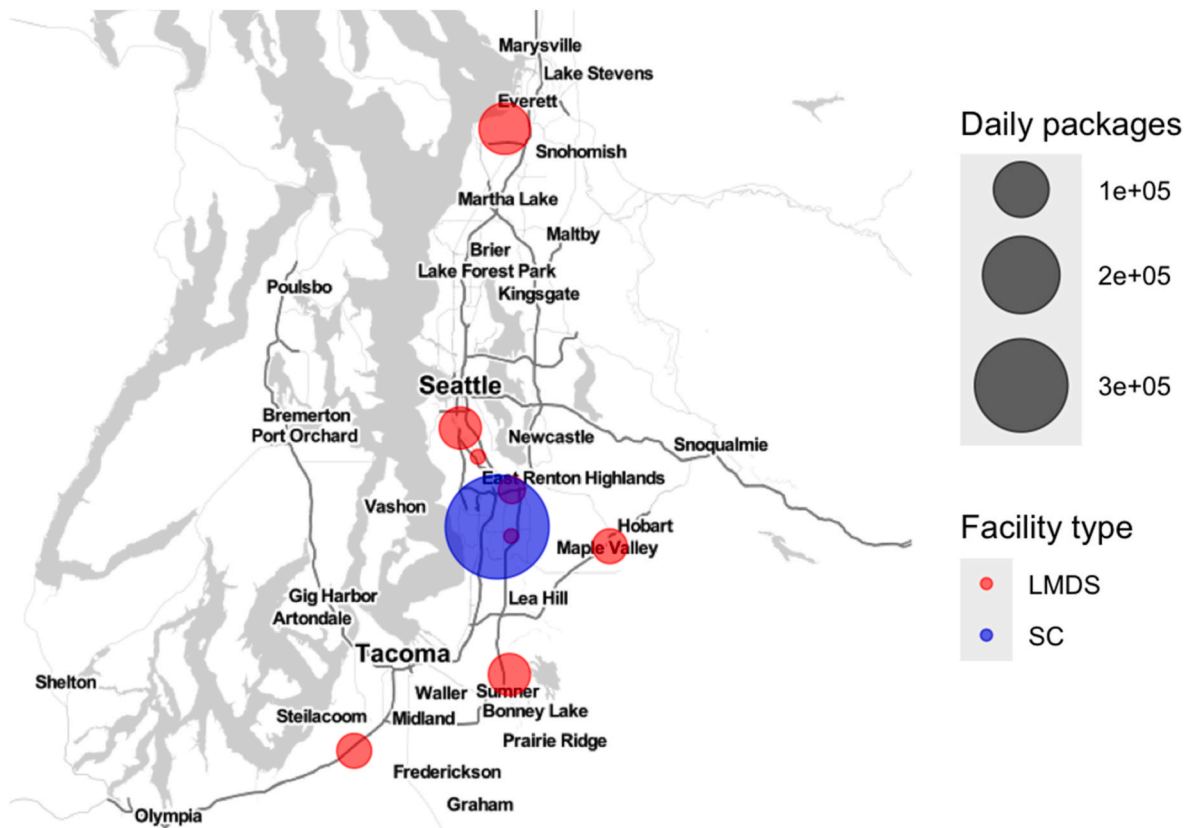 Marysville
Lake Stevens
Everett
Snohomish
Martha Lake
Maltby
Brier
Lake Forest Park
Kingsgate
Poulsbo
Seattle
Bremerton
Port Orchard
Newcastle
Snoqualmie
East Renton Highlands
Vashon
Hobart
Maple Valley
Gig Harbor
Artondale
Lea Hill
Tacoma
Shelton
Waller
Sumner
Steilacoom
Midland
Bonney Lake
Prairie Ridge
Frederickson
Graham
Olympia
Daily packages
1e+05
2e+05
3e+05
Facility type
LMDS
SC